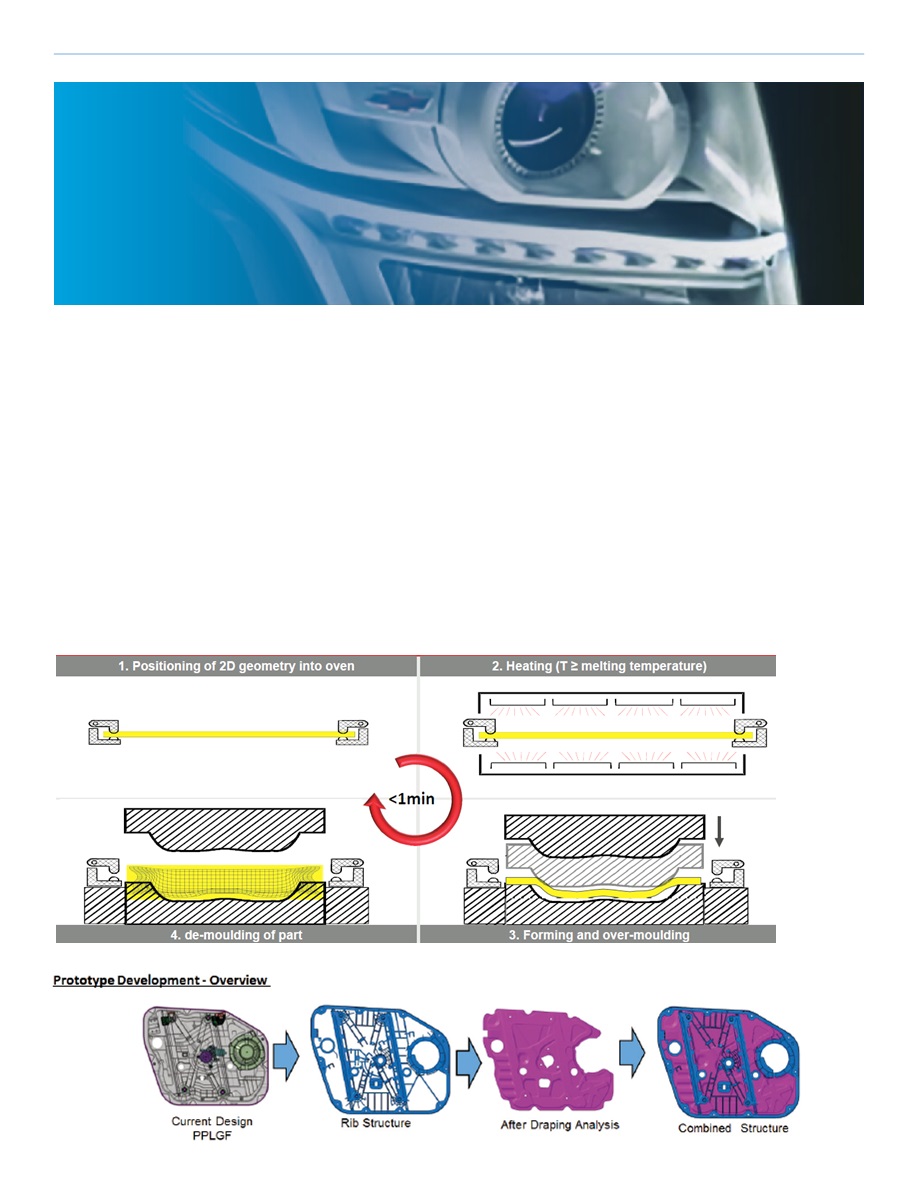 1. Positioning of 2D geometry into oven
2. Heating (T ≥ melting temperature)
<1min
4. de-moulding of part
3. Forming and over-moulding
Prototype Development - Overview
Current Design
PPLGF
Rib Structure
After Draping Analysis
Combined Structure